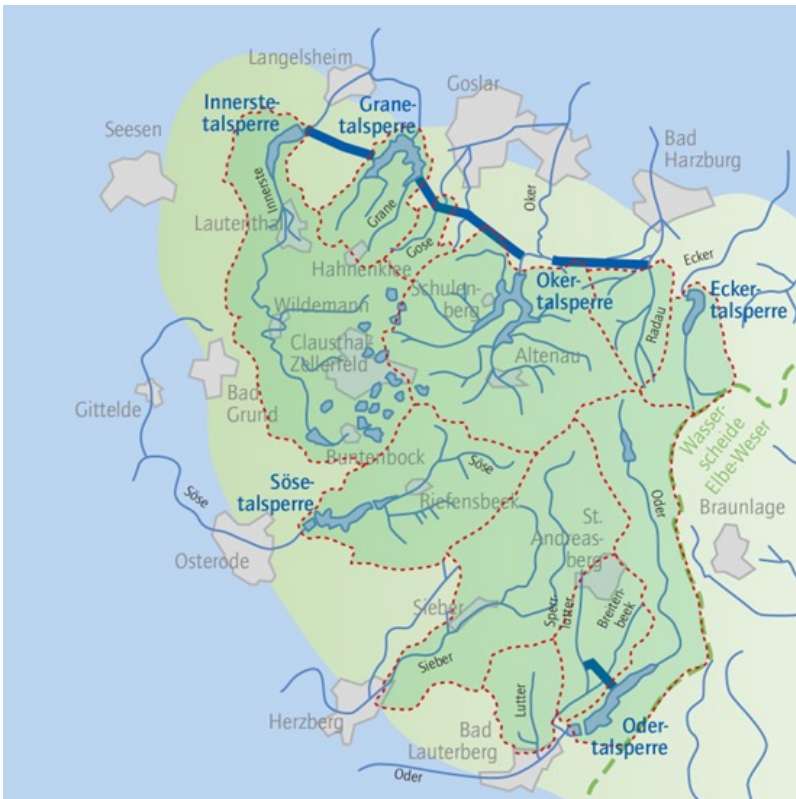 Langelsheim
Innerste-
talsperre
Grane-
talsperre
Goslar
Seesen
Bad
Harzburg
Innerste
Oker
Lautenthal
Grane
Gose
Ecker
Hahnenklee
Oker-
talsperre
Ecker-
talsperre
Schulen-
berg
Wildemann
Radau
Clausthal
Zellerfeld
Altenau
Bad
Grund
Gittelde
Wasser-
scheide
Elbe-Weser
Buntenbock
Söse-
talsperre
Söse
Söse
Riefensbeek
Oder
Braunlage
St.
Andreas-
berg
Osterode
Sieber
Sperr-
lutter
Breiten-
beek
Sieber
Lutter
Herzberg
Bad
Lauterberg
Oder-
talsperre
Oder